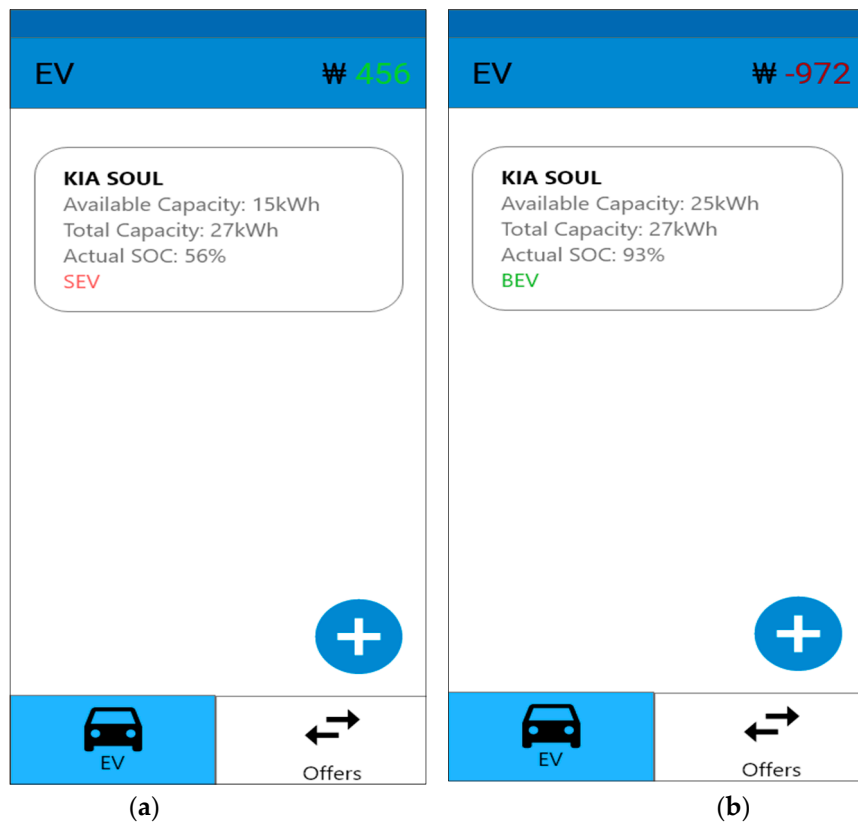 EV ₩ 456
KIA SOUL
Available Capacity: 15kWh
Total Capacity: 27kWh
Actual SOC: 56%
SEV
EV
Offers
(a)
EV ₩ -972
KIA SOUL
Available Capacity: 25kWh
Total Capacity: 27kWh
Actual SOC: 93%
BEV
EV
Offers
(b)